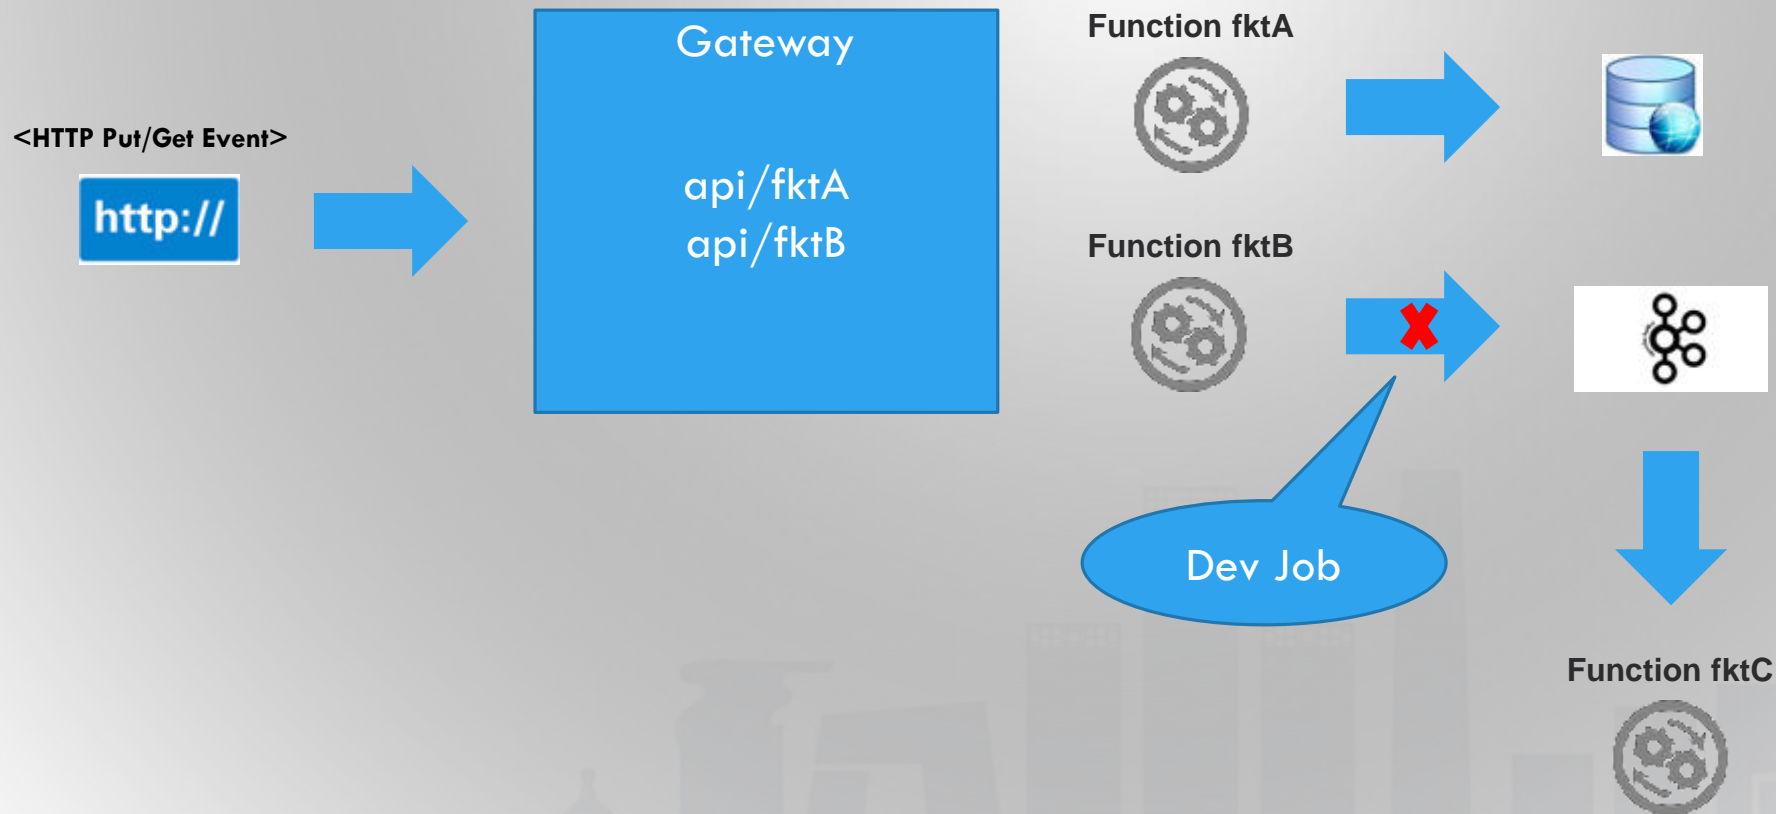 <HTTP Put/Get Event>
http://
Gateway
api/fktA
api/fktB
Function fktA
Function fktB
Dev Job
Function fktC